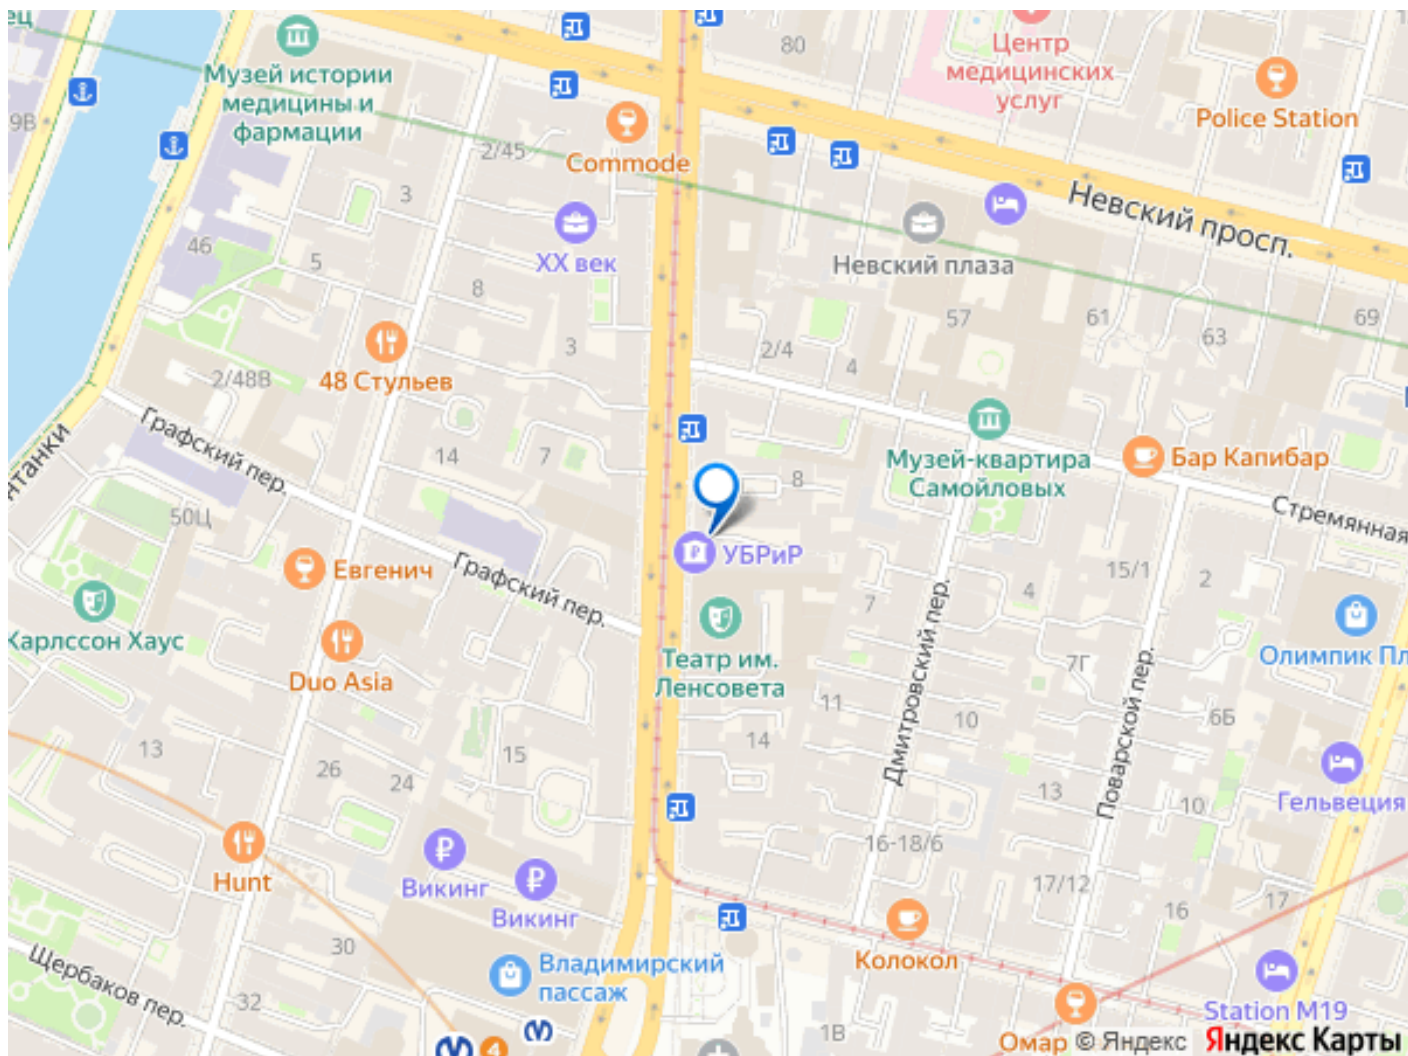 80
Центр
медицинских
услуг
Police Station
Музей истории
медицины и
фармации
9В
Commode
2/45
3
Невский просп.
XX век
Невский плаза
46
5
8
57
61
63
69
3
2/4
4
48 Стульев
2/48В
Графский пер.
14
7
Музей-квартира
Самойловых
Бар Капибар
Стремянная
8
50Ц
УБРиР
Евгенич
Графский пер.
15/1
2
4
7
Карлссон Хаус
Театр им.
Ленсовета
Duo Asia
Олимпик Пл
7Г
Дмитровский пер.
Поварской пер.
11
10
6Б
14
13
15
26
24
13
10
Гельвеция
16-18/6
Hunt
Викинг
Викинг
17/12
16
17
30
Колокол
Владимирский
пассаж
Щербаков пер.
32
Station M19
1В
4
Омар
© Яндекс
Яндекс Карты